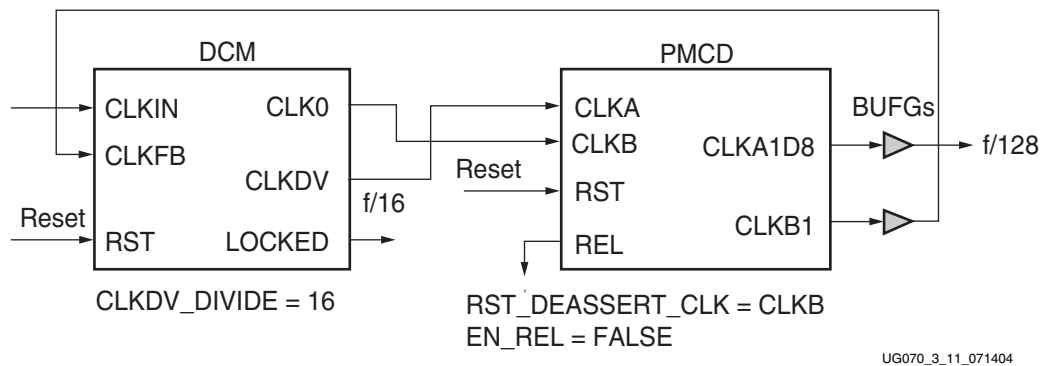 DCM
PMCD
CLKIN
CLK0
CLKFB
CLKDV
f/16
Reset
RST
LOCKED
CLKDV_DIVIDE = 16
CLKA
CLKB
CLKA1D8
Reset
RST
CLKB1
REL
BUFGs
f/128
RST_DEASSERT_CLK = CLKB
EN_REL = FALSE
UG070_3_11_071404